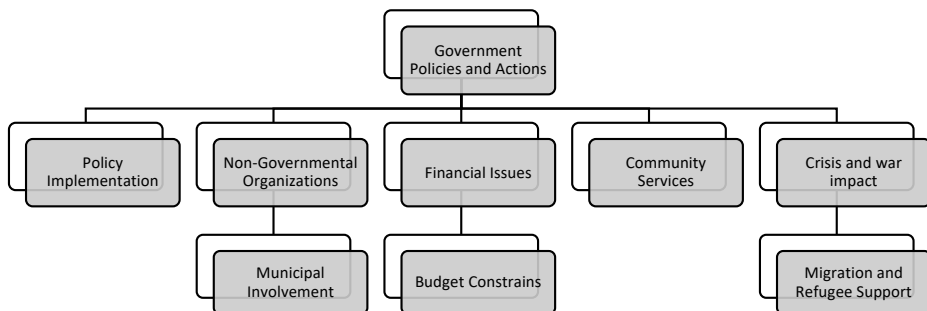 Government
Policies and Actions
Policy
Implementation
Non-Governmental
Organizations
Financial Issues
Community
Services
Crisis and war
impact
Municipal
Involvement
Budget Constrains
Migration and
Refugee Support